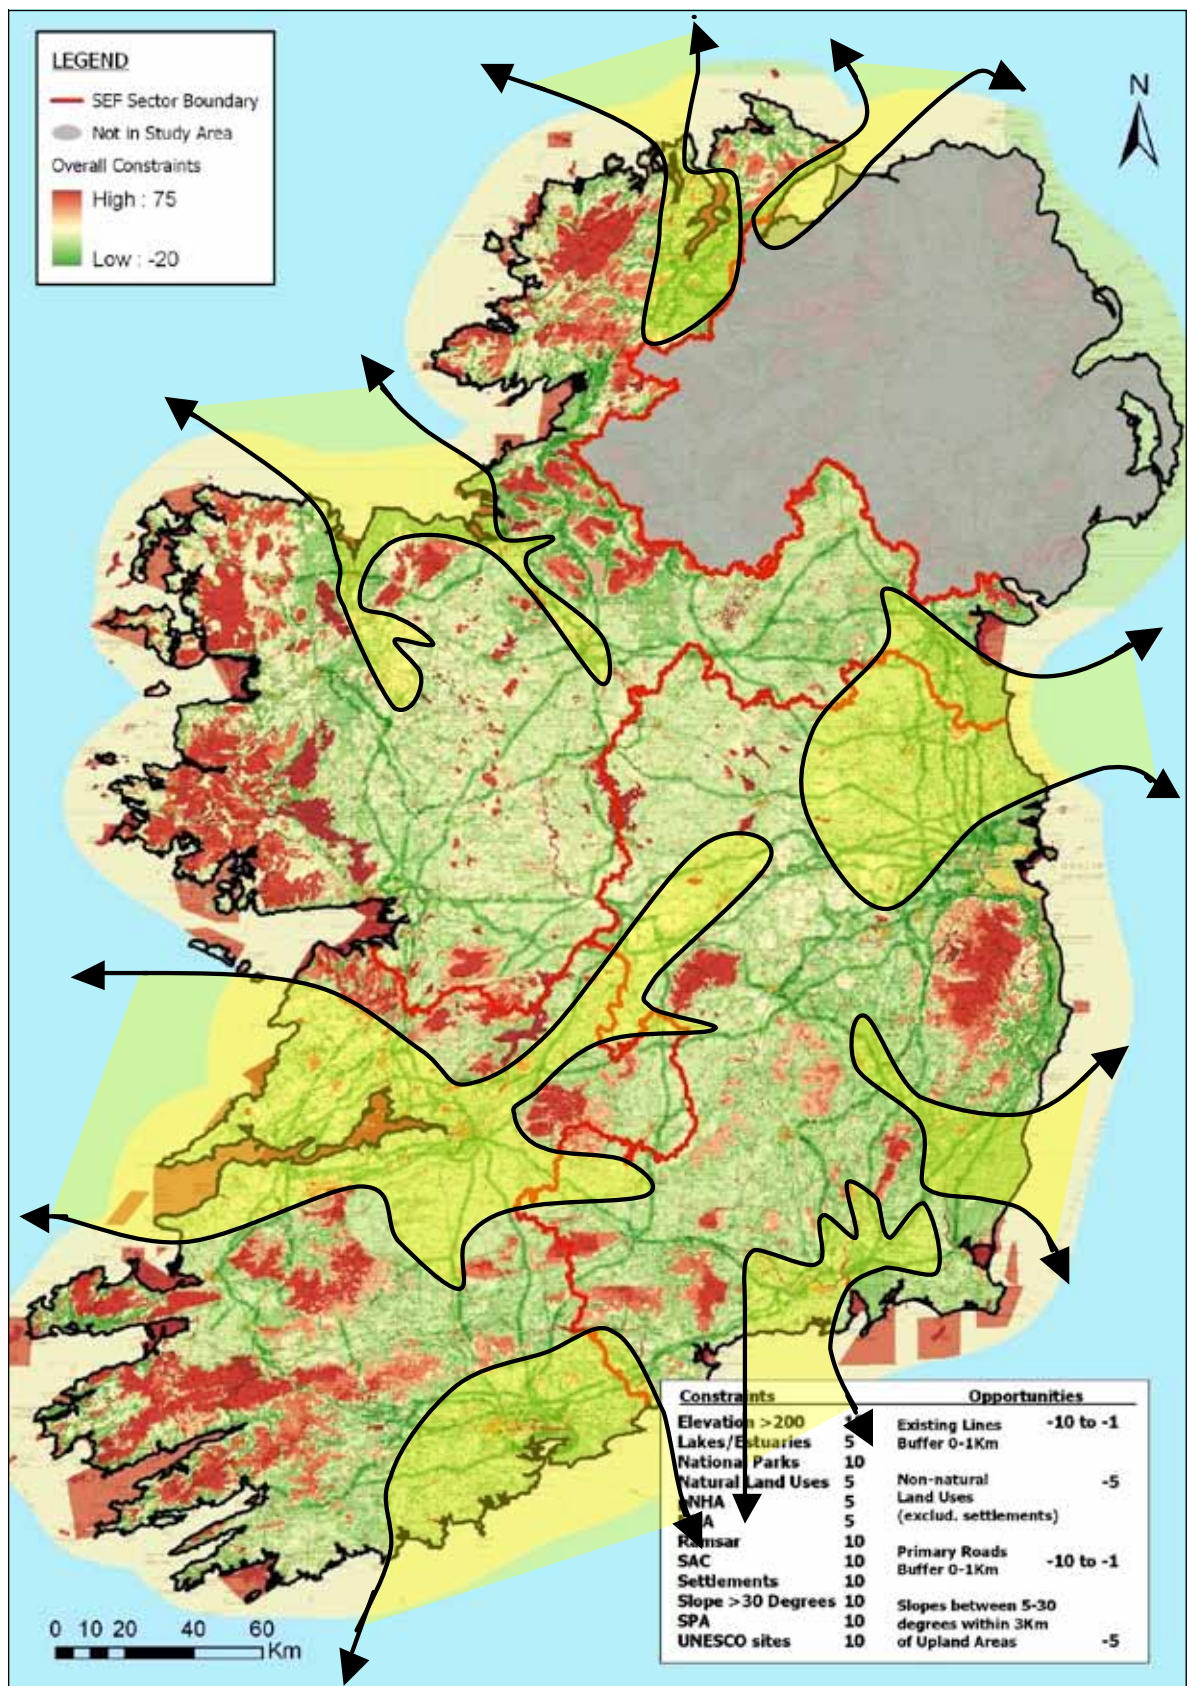 LEGEND
SEF Sector Boundary
Not in Study Area
Overall Constraints
High : 75
Low : -20
N
0 10 20 40 60
Km
Constraints Opportunities
Elevation >200
Existing Lines -10 to -1
Buffer 0-1Km
Lakes/Estuaries 5
National Parks 10
Natural Land Uses 5
Non-natural -5
Land Uses
(exclud. settlements)
NHA 5
5
Ramsar 10
SAC 10
Primary Roads
Buffer 0-1Km -10 to -1
Settlements 10
Slope >30 Degrees 10
Slopes between 5-30
degrees within 3Km
of Upland Areas -5
SPA 10
UNESCO sites 10